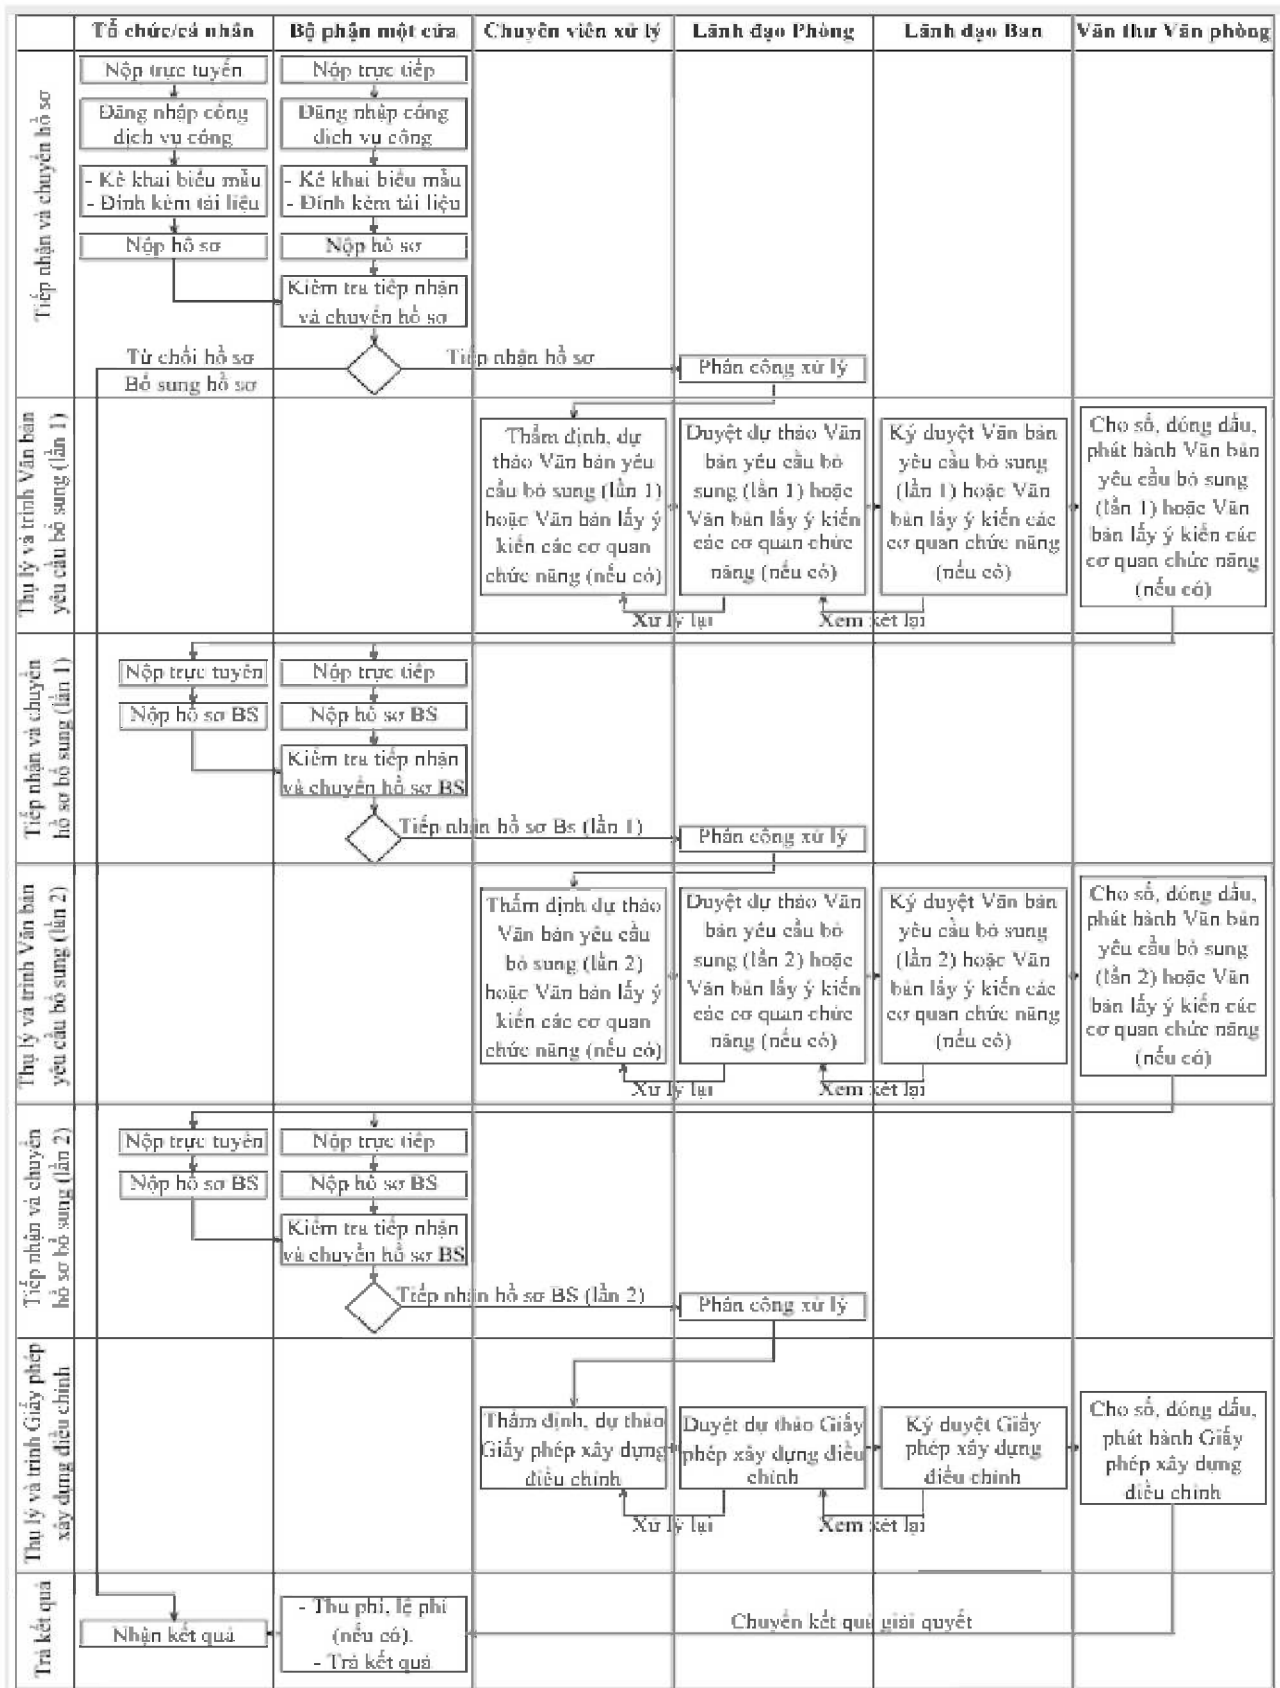 Tổ chức/cá nhân
Bộ phận một cửa
Chuyên viên xử lý
Lãnh đạo Phòng
Lãnh đạo Ban
Văn thư Văn phòng
Tiếp nhận và chuyển hồ sơ
Nộp trực tuyến
Nộp trực tiếp
Đăng nhập cổng
dịch vụ công
Đăng nhập cổng
dịch vụ công
- Kê khai biểu mẫu
- Đính kèm tài liệu
- Kê khai biểu mẫu
- Đính kèm tài liệu
Nộp hồ sơ
Nộp hồ sơ
Kiểm tra tiếp nhận
và chuyển hồ sơ
Từ chối hồ sơ
Bổ sung hồ sơ
Tiếp nhận hồ sơ
Phân công xử lý
Thụ lý và trình Văn bản
yêu cầu bổ sung (lần 1)
Thẩm định, dự
thảo Văn bản yêu
cầu bổ sung (lần 1)
hoặc Văn bản lấy ý
kiến các cơ quan
chức năng (nếu có)
Duyệt dự thảo Văn
bản yêu cầu bổ
sung (lần 1) hoặc
Văn bản lấy ý kiến
các cơ quan chức
năng (nếu có)
Ký duyệt Văn bản
yêu cầu bổ sung
(lần 1) hoặc Văn
bản lấy ý kiến các
cơ quan chức năng
(nếu có)
Cho số, đóng dấu,
phát hành Văn bản
yêu cầu bổ sung
(lần 1) hoặc Văn
bản lấy ý kiến các
cơ quan chức năng
(nếu có)
Xử lý lại
Xem xét lại
Tiếp nhận và chuyển
hồ sơ bổ sung (lần 1)
Nộp trực tuyến
Nộp trực tiếp
Nộp hồ sơ BS
Nộp hồ sơ BS
Kiểm tra tiếp nhận
và chuyển hồ sơ BS
Tiếp nhận hồ sơ Bs (lần 1)
Phân công xử lý
Thụ lý và trình Văn bản
yêu cầu bổ sung (lần 2)
Thẩm định dự thảo
Văn bản yêu cầu
bổ sung (lần 2)
hoặc Văn bản lấy ý
kiến các cơ quan
chức năng (nếu có)
Duyệt dự thảo Văn
bản yêu cầu bổ
sung (lần 2) hoặc
Văn bản lấy ý kiến
các cơ quan chức
năng (nếu có)
Ký duyệt Văn bản
yêu cầu bổ sung
(lần 2) hoặc Văn
bản lấy ý kiến các
cơ quan chức năng
(nếu có)
Cho số, đóng dấu,
phát hành Văn bản
yêu cầu bổ sung
(lần 2) hoặc Văn
bản lấy ý kiến các
cơ quan chức năng
(nếu có)
Xử lý lại
Xem xét lại
Tiếp nhận và chuyển
hồ sơ bổ sung (lần 2)
Nộp trực tuyến
Nộp trực tiếp
Nộp hồ sơ BS
Nộp hồ sơ BS
Kiểm tra tiếp nhận
và chuyển hồ sơ BS
Tiếp nhận hồ sơ BS (lần 2)
Phân công xử lý
Thụ lý và trình Giấy phép
xây dựng điều chỉnh
Thẩm định, dự thảo
Giấy phép xây dựng
điều chỉnh
Duyệt dự thảo Giấy
phép xây dựng điều
chỉnh
Ký duyệt Giấy
phép xây dựng
điều chỉnh
Cho số, đóng dấu,
phát hành Giấy
phép xây dựng
điều chỉnh
Xử lý lại
Xem xét lại
Trả kết quả
Nhận kết quả
- Thu phí, lệ phí
(nếu có).
- Trả kết quả
Chuyển kết quả giải quyết